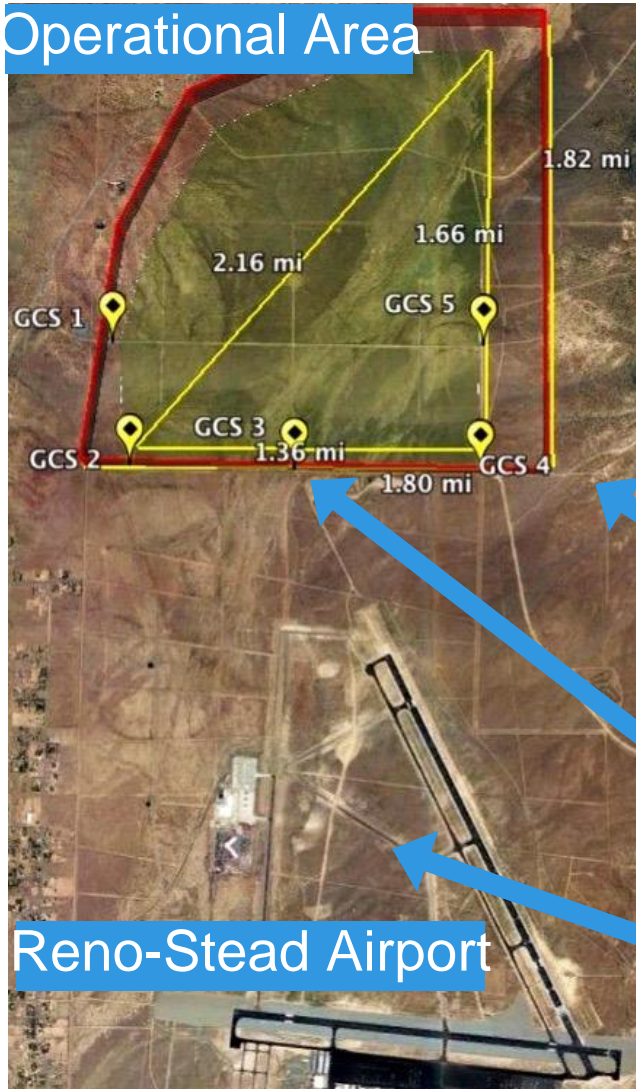 Operational Area
1.82 mi
1.66 mi
2.16 mi
GCS 1
GCS 5
GCS 3
GCS 2
1.36 mi
GCS 4
1.80 mi
Reno-Stead Airport